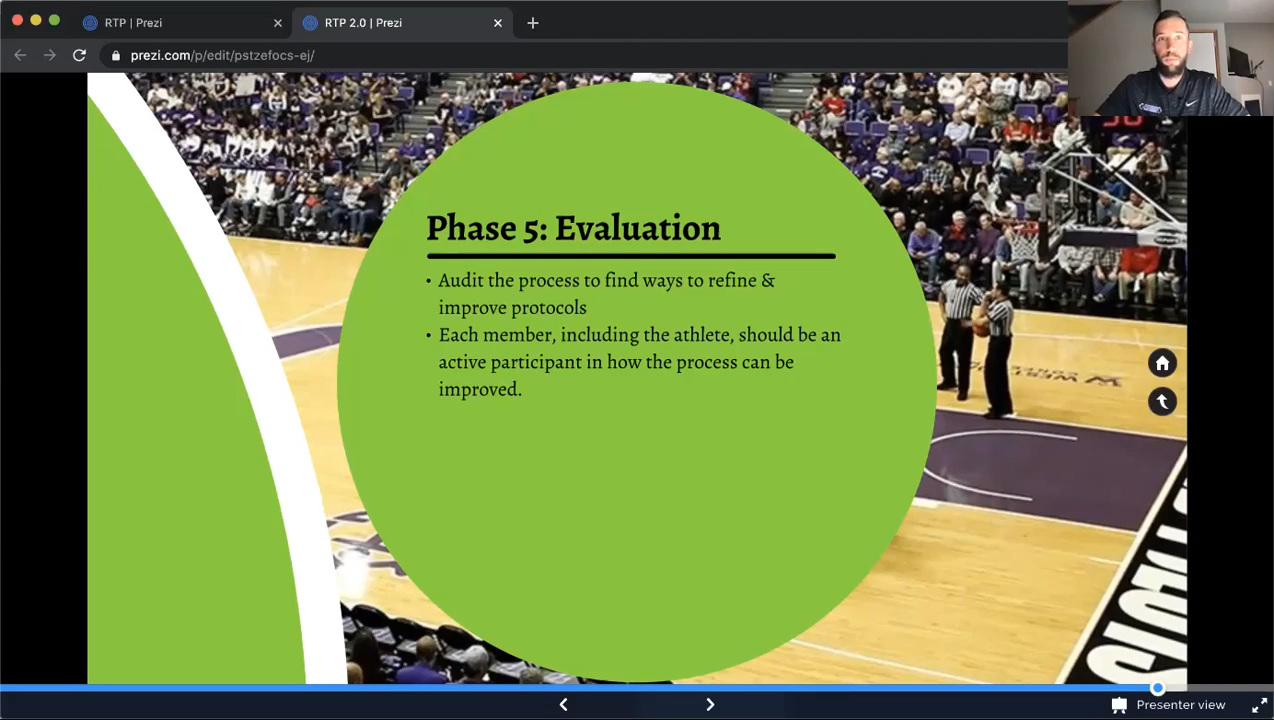 RTP | Prezi
RTP 2.0 | Prezi
prezi.com/p/edit/pstzefocs-ej/
Phase 5: Evaluation
• Audit the process to find ways to refine &
improve protocols
• Each member, including the athlete, should be an
active participant in how the process can be
improved.
Presenter view